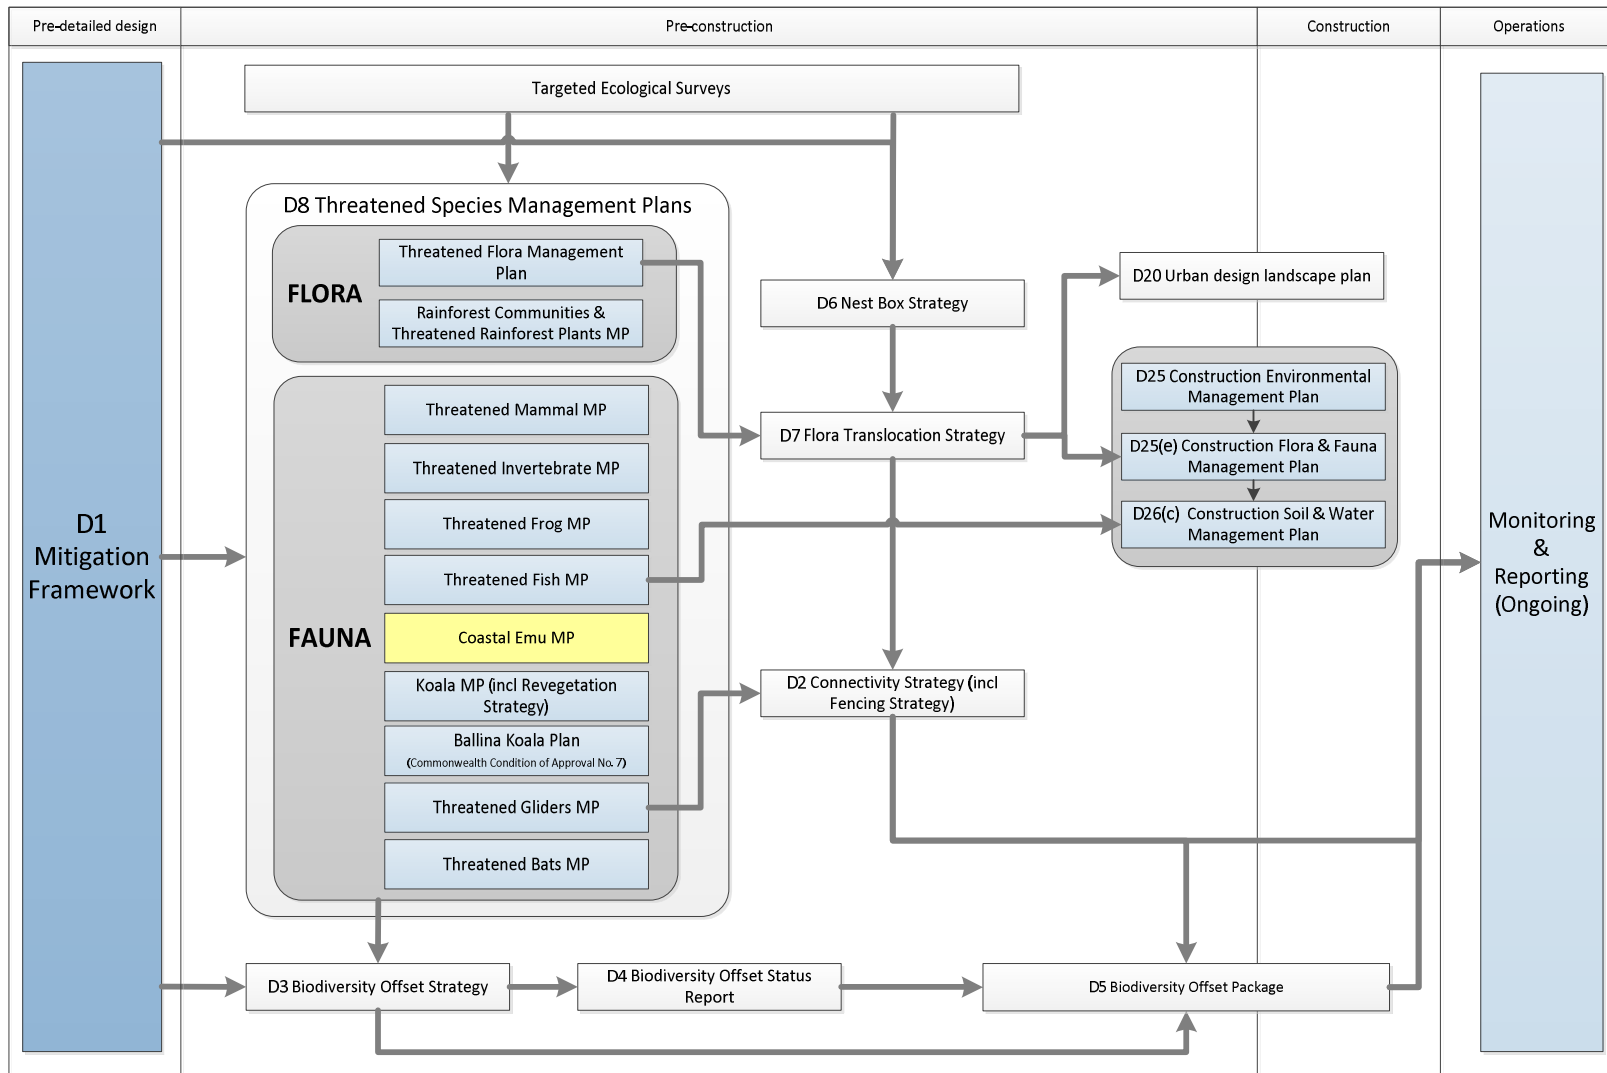 Pre-detailed design
Pre-construction
Construction
Operations
Targeted Ecological Surveys
D1
Mitigation
Framework
D8 Threatened Species Management Plans
FLORA
Threatened Flora Management
Plan
Rainforest Communities &
Threatened Rainforest Plants MP
FAUNA
Threatened Mammal MP
Threatened Invertebrate MP
Threatened Frog MP
Threatened Fish MP
Coastal Emu MP
Koala MP (incl Revegetation
Strategy)
Ballina Koala Plan
(Commonwealth Condition of Approval No. 7)
Threatened Gliders MP
Threatened Bats MP
D6 Nest Box Strategy
D7 Flora Translocation Strategy
D2 Connectivity Strategy (incl
Fencing Strategy)
D20 Urban design landscape plan
D25 Construction Environmental
Management Plan
D25(e) Construction Flora & Fauna
Management Plan
D26(c) Construction Soil & Water
Management Plan
Monitoring
&
Reporting
(Ongoing)
D3 Biodiversity Offset Strategy
D4 Biodiversity Offset Status
Report
D5 Biodiversity Offset Package